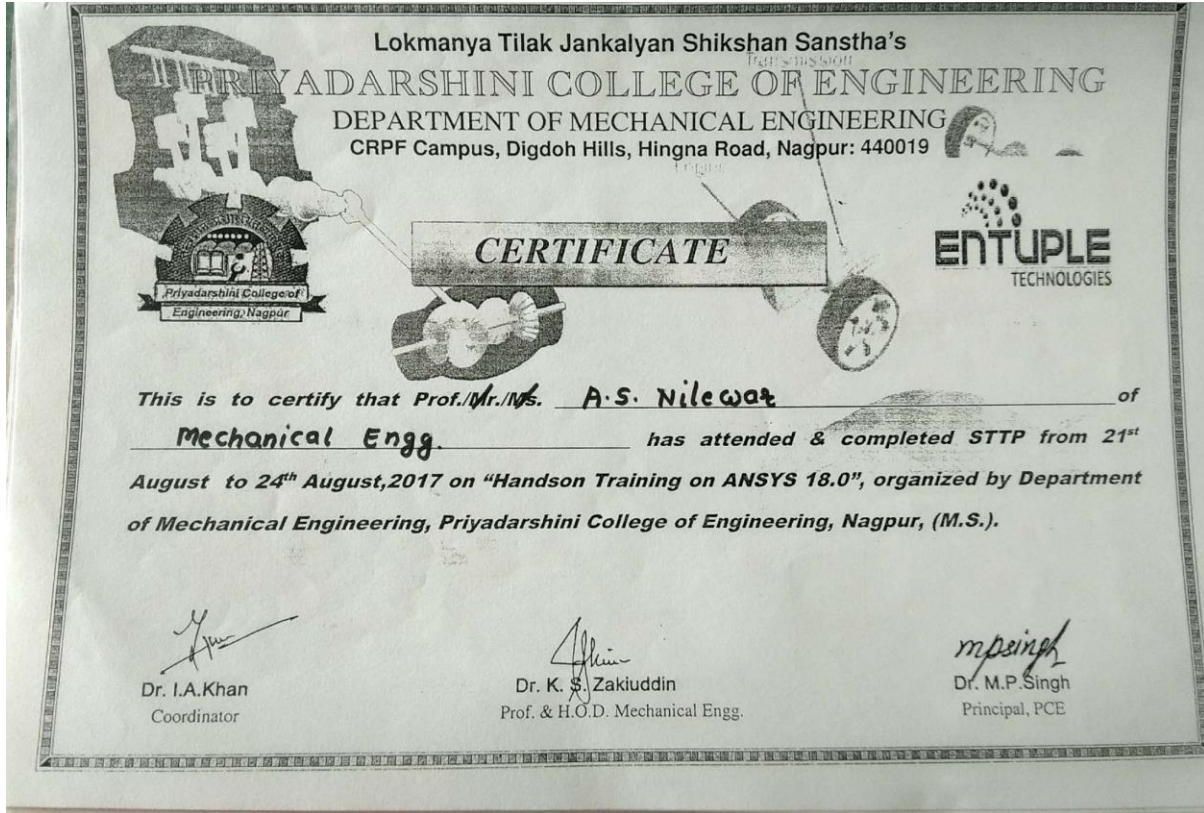 Lokmanya Tilak Jankalyan Shikshan Sanstha's
Transmission
PRIYADARSHINI COLLEGE OF ENGINEERING
DEPARTMENT OF MECHANICAL ENGINEERING
CRPF Campus, Digdoh Hills, Hingna Road, Nagpur: 440019
Engine
CERTIFICATE
ENTUPLE
TECHNOLOGIES
Priyadarshini College of
Engineering, Nagpur
This is to certify that Prof./Mr./Ms. A.S. Nilewar of
Mechanical Engg. has attended & completed STTP from 21st
August to 24th August,2017 on “Handson Training on ANSYS 18.0”, organized by Department
of Mechanical Engineering, Priyadarshini College of Engineering, Nagpur, (M.S.).
mpsingh
Dr. I.A.Khan
Coordinator
Dr. K. S. Zakiuddin
Prof. & H.O.D. Mechanical Engg.
Dr. M.P.Singh
Principal, PCE